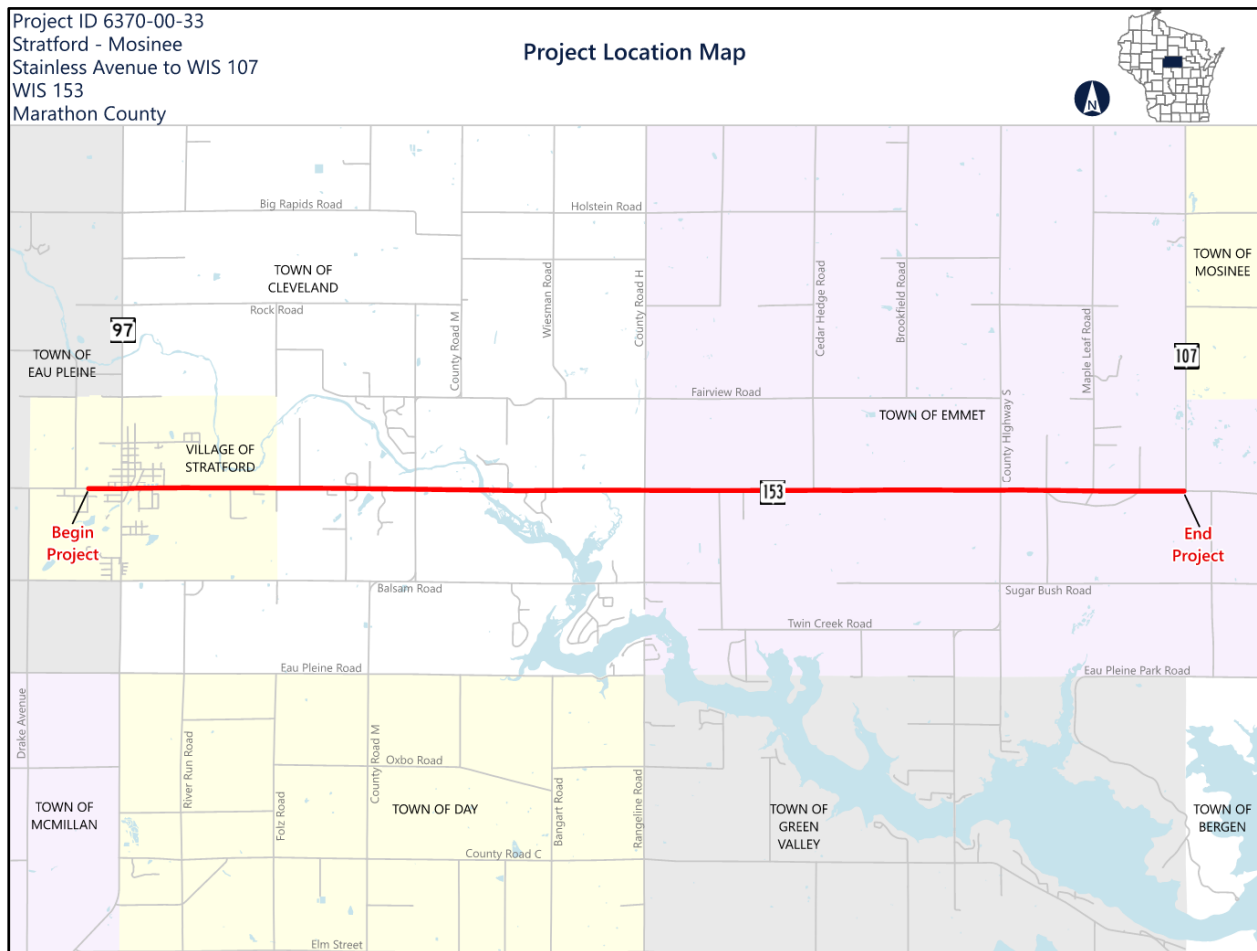 Project ID 6370-00-33
Stratford - Mosinee
Stainless Avenue to WIS 107
WIS 153
Marathon County
Project Location Map
N
Big Rapids Road
Holstein Road
TOWN OF
CLEVELAND
TOWN OF
MOSINEE
Rock Road
County Road M
Wiesman Road
County Road H
Cedar Hedge Road
Brookfield Road
Maple Leaf Road
97
107
TOWN OF
EAU PLEINE
Fairview Road
TOWN OF EMMET
County HIghway S
VILLAGE OF
STRATFORD
153
Begin
Project
End
Project
Balsam Road
Sugar Bush Road
Twin Creek Road
Eau Pleine Road
Eau Pleine Park Road
Drake Avenue
River Run Road
Folz Road
County Road M
Oxbo Road
Bangart Road
Rangeline Road
TOWN OF
MCMILLAN
TOWN OF DAY
TOWN OF
GREEN
VALLEY
TOWN OF
BERGEN
County Road C
Elm Street